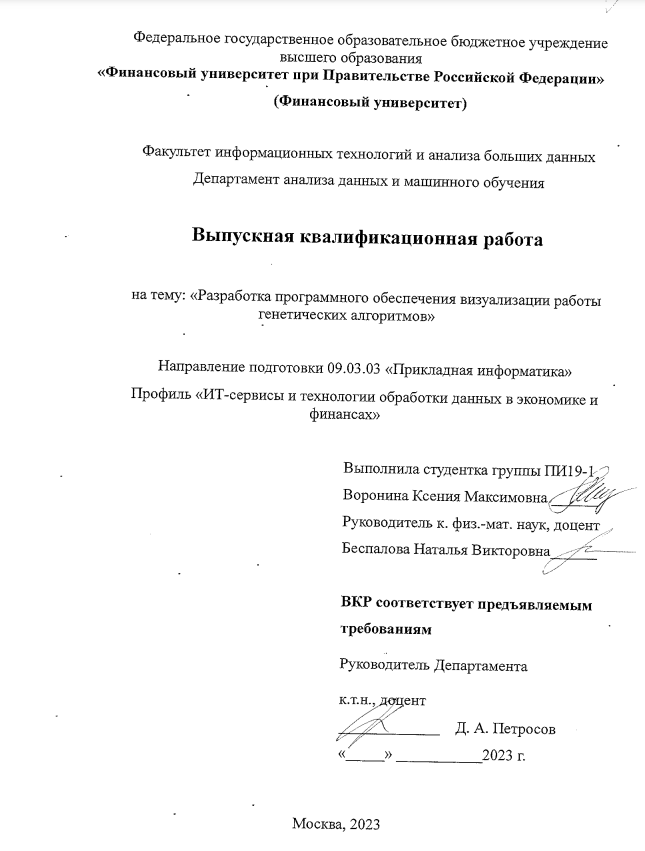 Федеральное государственное образовательное бюджетное учреждение
высшего образования
«Финансовый университет при Правительстве Российской Федерации»
(Финансовый университет)
Факультет информационных технологий и анализа больших данных
Департамент анализа данных и машинного обучения
Выпускная квалификационная работа
на тему: «Разработка программного обеспечения визуализации работы
генетических алгоритмов»
Направление подготовки 09.03.03 «Прикладная информатика»
Профиль «ИТ-сервисы и технологии обработки данных в экономике и
финансах»
Выполнила студентка группы ПИ19-1
Воронина Ксения Максимовна
Руководитель к. физ.-мат. наук, доцент
Беспалова Наталья Викторовна
ВКР соответствует предъявляемым
требованиям
Руководитель Департамента
к.т.н., доцент
Д. А. Петросов
«_____» ___________2023 г.
Москва, 2023